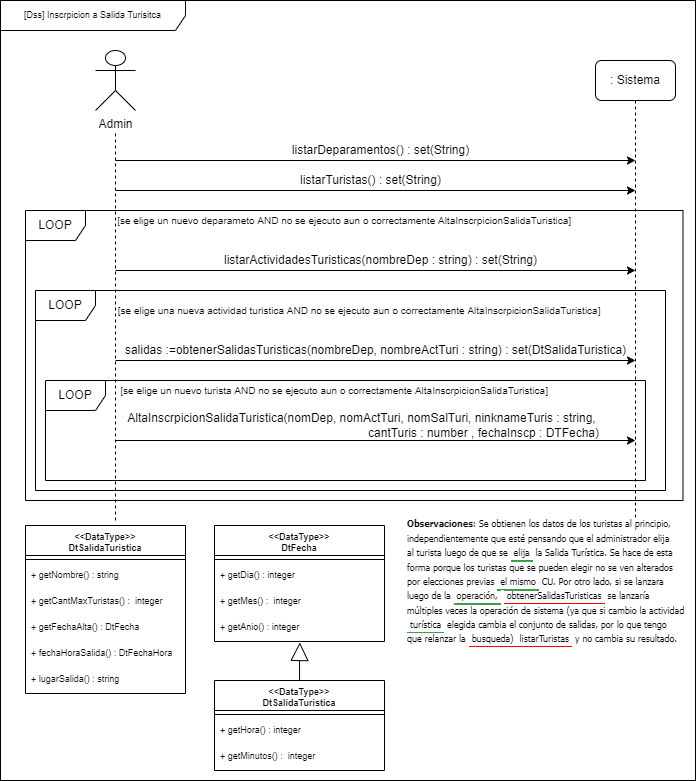 [Dss] Inscrpicion a Salida Turisitca
Admin
: Sistema
listarDeparamentos() : set(String)
listarTuristas() : set(String)
LOOP
[se elige un nuevo deparameto AND no se ejecuto aun o correctamente AltaInscrpicionSalidaTuristica]
listarActividadesTuristicas(nombreDep : string) : set(String)
LOOP
[se elige una nueva actividad turistica AND no se ejecuto aun o correctamente AltaInscrpicionSalidaTuristica]
salidas :=obtenerSalidasTuristicas(nombreDep, nombreActTuri : string) : set(DtSalidaTuristica)
LOOP
[se elige un nuevo turista AND no se ejecuto aun o correctamente AltaInscrpicionSalidaTuristica]
AltaInscrpicionSalidaTuristica(nomDep, nomActTuri, nomSalTuri, ninknameTuris : string,
cantTuris : number , fechaInscp : DTFecha)
<<DataType>>
DtSalidaTuristica
+ getNombre() : string
+ getCantMaxTuristas() : integer
+ getFechaAlta() : DtFecha
+ fechaHoraSalida() : DtFechaHora
+ lugarSalida() : string
<<DataType>>
DtFecha
+ getDia() : integer
+ getMes() : integer
+ getAnio() : integer
<<DataType>>
DtSalidaTuristica
+ getHora() : integer
+ getMinutos() : integer
Observaciones: Se obtienen los datos de los turistas al principio,
independientemente que esté pensando que el administrador elija
al turista luego de que se elija la Salida Turística. Se hace de esta
forma porque los turistas que se pueden elegir no se ven alterados
por elecciones previas el mismo CU. Por otro lado, si se lanzara
luego de la operación, obtenerSalidasTuristicas se lanzaría
múltiples veces la operación de sistema (ya que si cambio la actividad
turística elegida cambia el conjunto de salidas, por lo que tengo
que relanzar la busqueda) listarTuristas y no cambia su resultado.